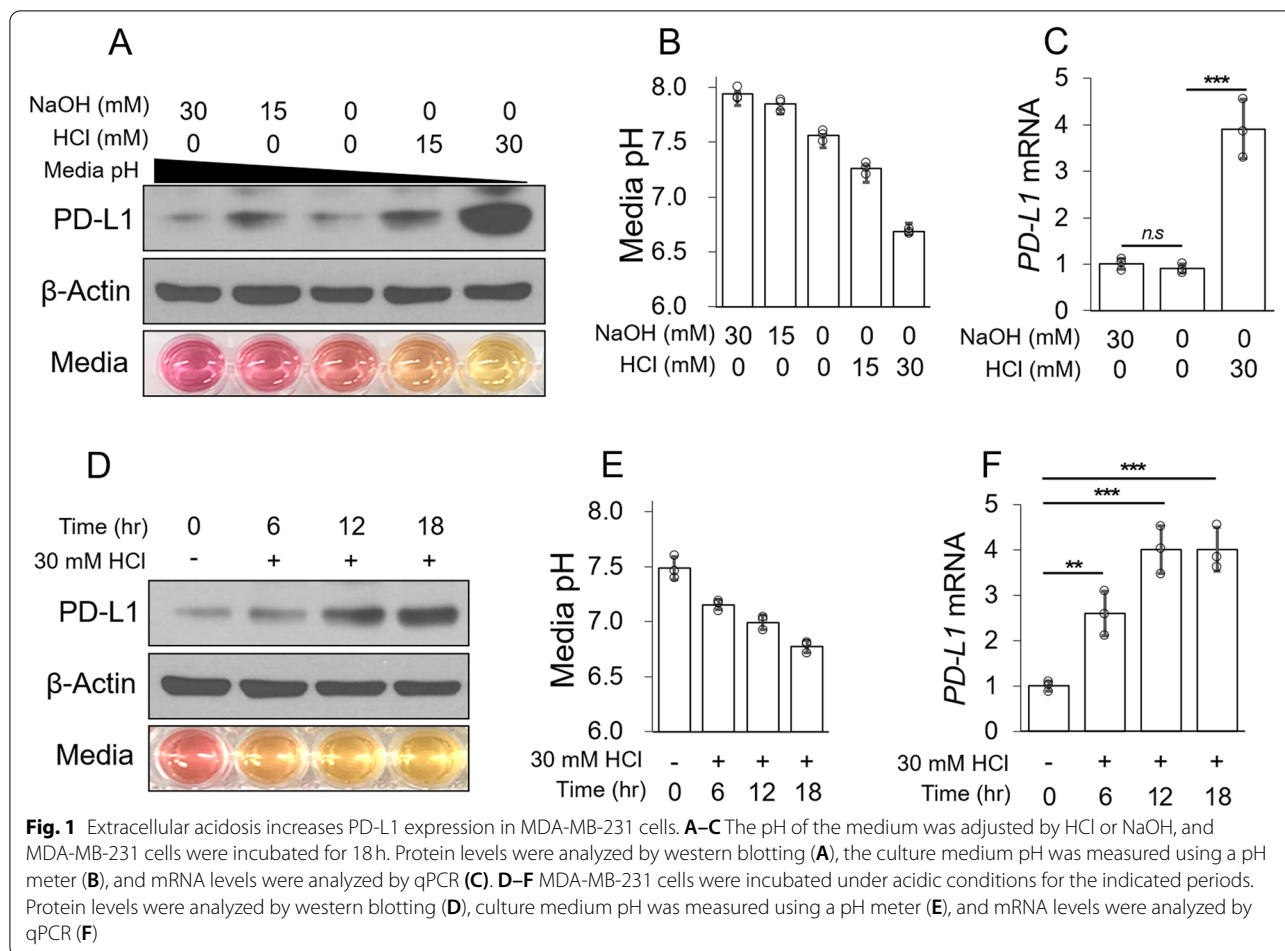 A
NaOH (mM) 30 15 0 0 0
HCl (mM) 0 0 0 15 30
Media pH
PD-L1
β-Actin
Media
B
Media pH
8.0
7.5
7.0
6.5
6.0
NaOH (mM) 30 15 0 0 0
HCl (mM) 0 0 0 15 30
C
PD-L1 mRNA
5
4
3
2
1
0
n.s
***
NaOH (mM) 30 0 0
HCl (mM) 0 0 30
D
Time (hr) 0 6 12 18
30 mM HCl - + + +
PD-L1
β-Actin
Media
E
Media pH
8.0
7.5
7.0
6.5
6.0
30 mM HCl - + + +
Time (hr) 0 6 12 18
F
PD-L1 mRNA
5
4
3
2
1
0
***
***
**
30 mM HCl - + + +
Time (hr) 0 6 12 18
Fig. 1 Extracellular acidosis increases PD-L1 expression in MDA-MB-231 cells. A–C The pH of the medium was adjusted by HCl or NaOH, and
MDA-MB-231 cells were incubated for 18 h. Protein levels were analyzed by western blotting (A), the culture medium pH was measured using a pH
meter (B), and mRNA levels were analyzed by qPCR (C). D–F MDA-MB-231 cells were incubated under acidic conditions for the indicated periods.
Protein levels were analyzed by western blotting (D), culture medium pH was measured using a pH meter (E), and mRNA levels were analyzed by
qPCR (F)